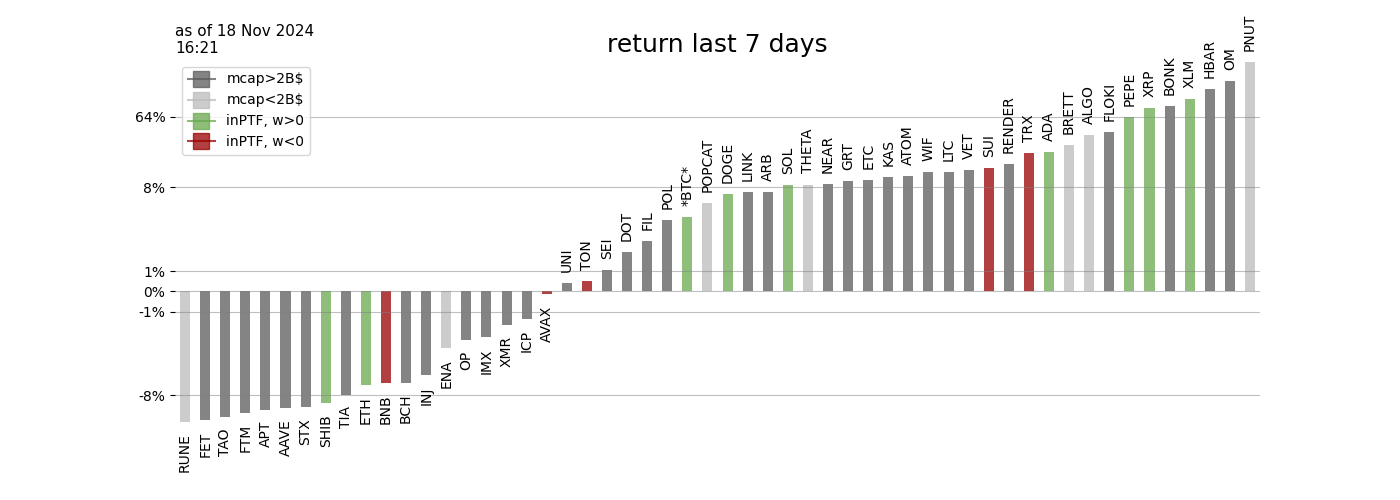 as of 18 Nov 2024
16:21
return last 7 days
mcap>2B$
mcap<2B$
inPTF, w>0
inPTF, w<0
64%
8%
1%
0%
-1%
-8%
RUNE
FET
TAO
FTM
APT
AAVE
STX
SHIB
TIA
ETH
BNB
BCH
INJ
ENA
OP
IMX
XMR
ICP
AVAX
UNI
TON
SEI
DOT
FIL
POL
*BTC*
POPCAT
DOGE
LINK
ARB
SOL
THETA
NEAR
GRT
ETC
KAS
ATOM
WIF
LTC
VET
SUI
RENDER
TRX
ADA
BRETT
ALGO
FLOKI
PEPE
XRP
BONK
XLM
HBAR
OM
PNUT